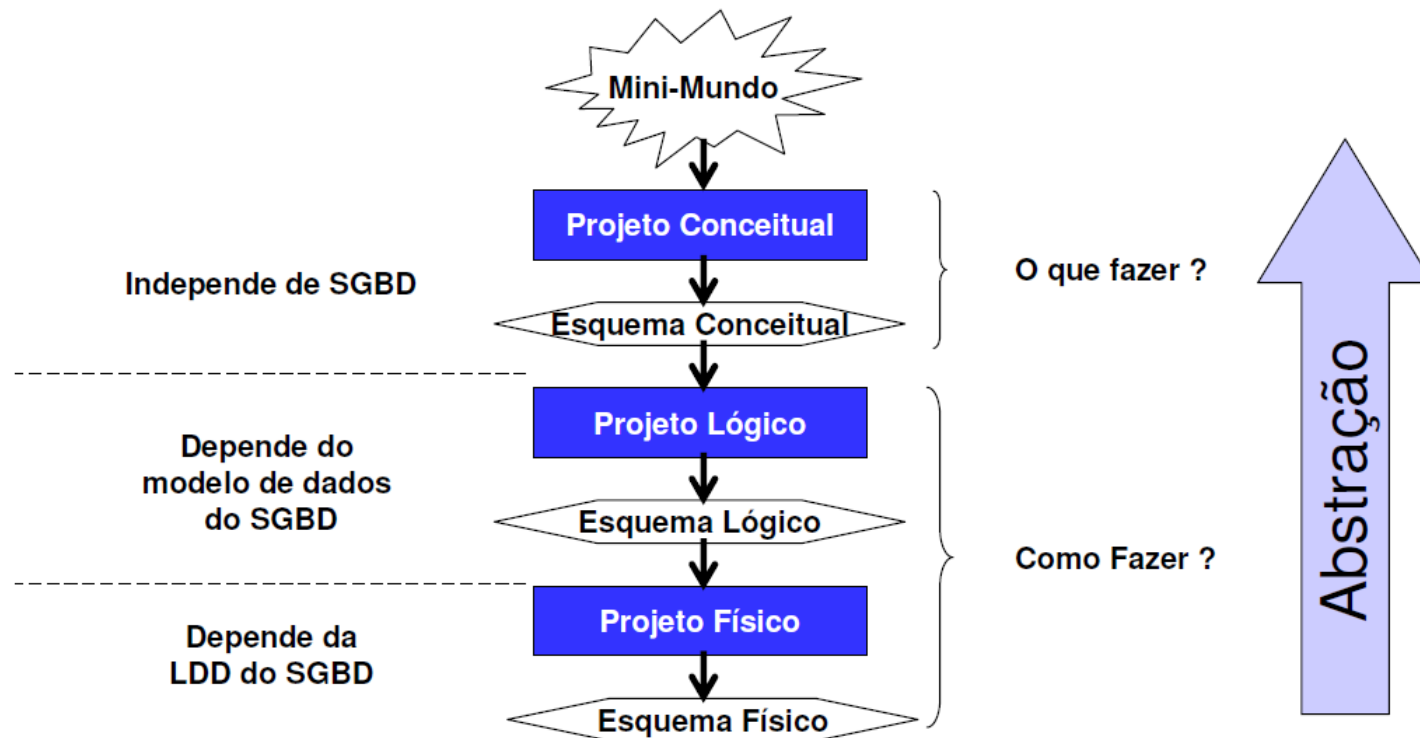 Mini-Mundo
Projeto Conceitual
O que fazer ?
Independe de SGBD
Esquema Conceitual
Projeto Lógico
Depende do
modelo de dados
do SGBD
Esquema Lógico
Como Fazer ?
Projeto Físico
Depende da
LDD do SGBD
Esquema Físico
Abstração